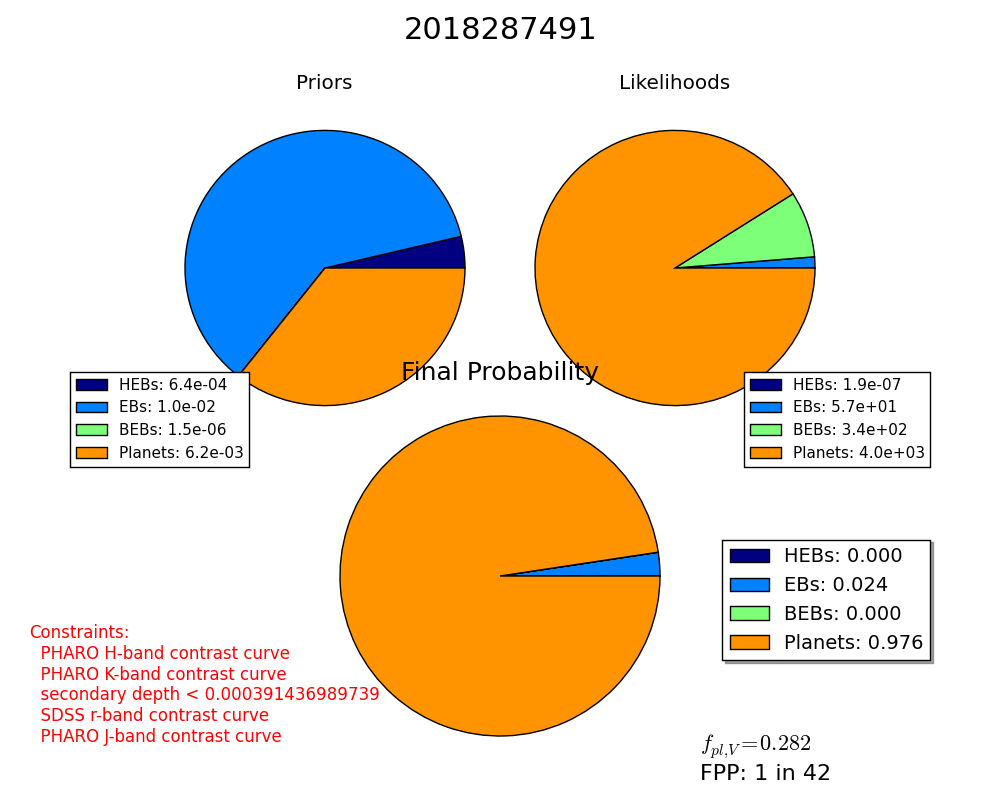 2018287491
Priors
Likelihoods
HEBs: 6.4e-04
EBs: 1.0e-02
BEBs: 1.5e-06
Planets: 6.2e-03
HEBs: 1.9e-07
EBs: 5.7e+01
BEBs: 3.4e+02
Planets: 4.0e+03
Final Probability
HEBs: 0.000
EBs: 0.024
BEBs: 0.000
Planets: 0.976
Constraints:
PHARO H-band contrast curve
PHARO K-band contrast curve
secondary depth < 0.000391436989739
SDSS r-band contrast curve
PHARO J-band contrast curve
f_{pl,V}=0.282
FPP: 1 in 42